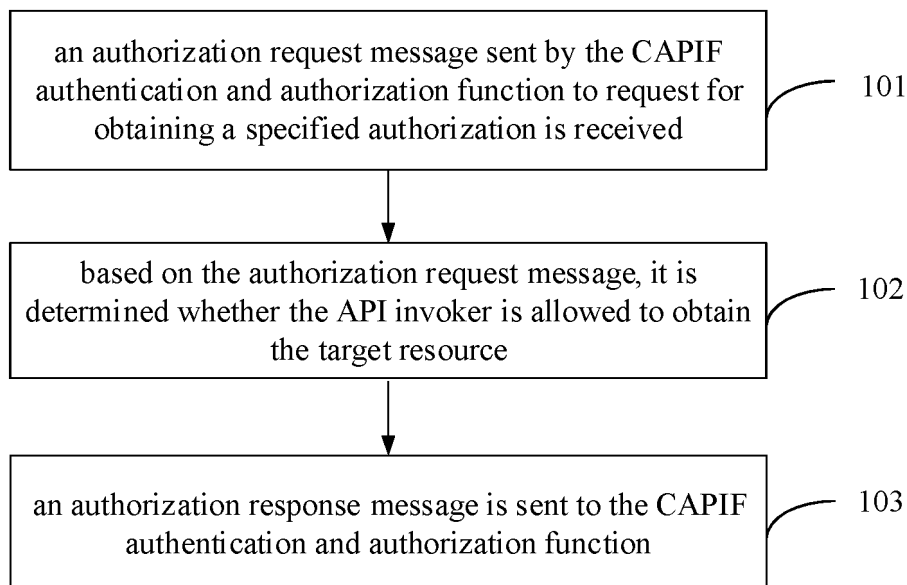 an authorization request message sent by the CAPIF
authentication and authorization function to request for
obtaining a specified authorization is received
101
based on the authorization request message, it is
determined whether the API invoker is allowed to obtain
the target resource
102
an authorization response message is sent to the CAPIF
authentication and authorization function
103